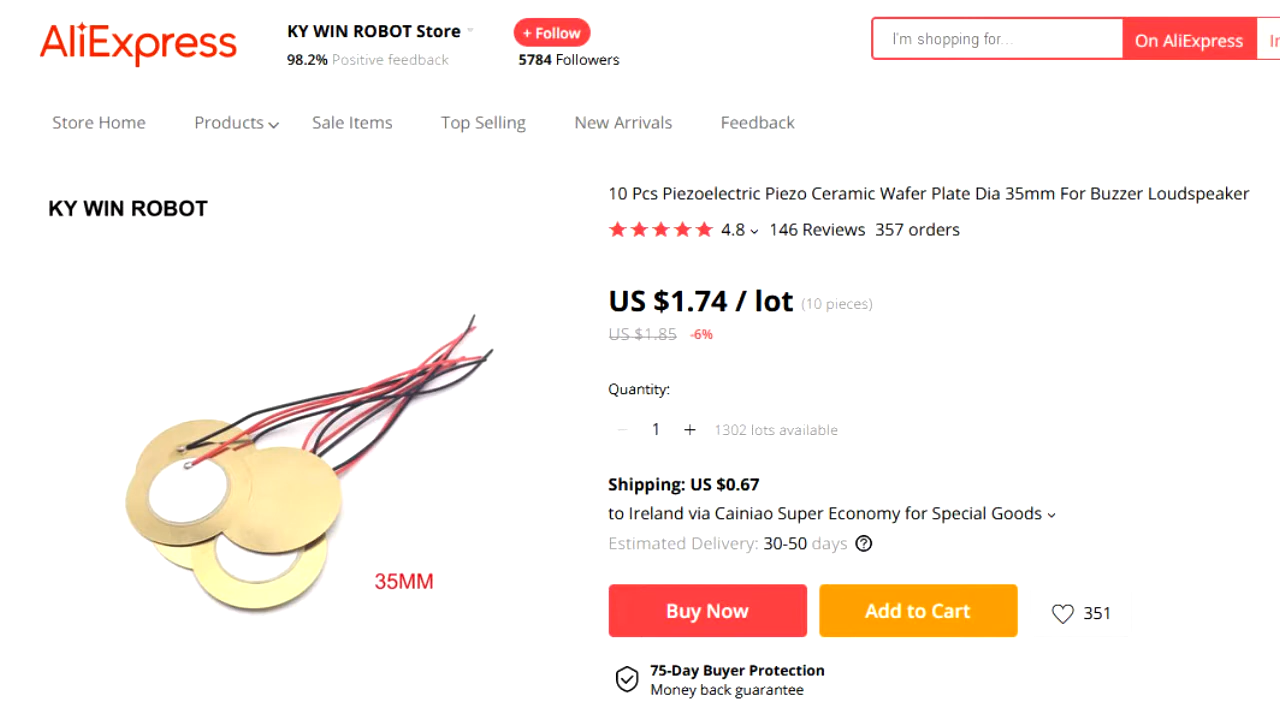 AliExpress
KY WIN ROBOT Store
98.2% Positive feedback
+ Follow
5784 Followers
I'm shopping for...
On AliExpress
Store Home
Products
Sale Items
Top Selling
New Arrivals
Feedback
KY WIN ROBOT
35MM
10 Pcs Piezoelectric Piezo Ceramic Wafer Plate Dia 35mm For Buzzer Loudspeaker
4.8 146 Reviews 357 orders
US $1.74 / lot (10 pieces)
US $1.85 -6%
Quantity:
1 + 1302 lots available
Shipping: US $0.67
to Ireland via Cainiao Super Economy for Special Goods
Estimated Delivery: 30-50 days
Buy Now
Add to Cart
351
75-Day Buyer Protection
Money back guarantee